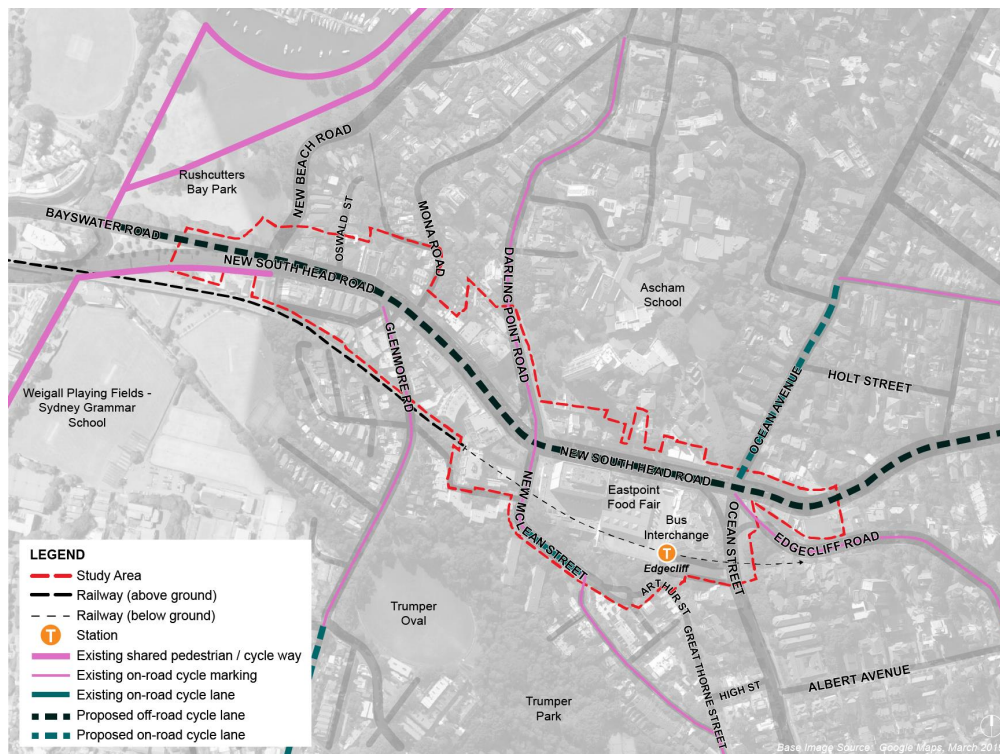 NEW BEACH ROAD
Rushcutters
Bay Park
OSWALD ST
MONA ROAD
BAYSWATER ROAD
NEW SOUTH HEAD ROAD
DARLING POINT ROAD
Ascham
School
GLENMORE RD
HOLT STREET
OCEAN AVENUE
Weigall Playing Fields -
Sydney Grammar
School
NEW SOUTH HEAD ROAD
Eastpoint
Food Fair
NEW MCLEAN STREET
Bus
Interchange
T
Edgecliff
OCEAN STREET
EDGECLIFF ROAD
ARTHUR ST
GREAT THORNE STREET
HIGH ST
ALBERT AVENUE
Trumper
Oval
Trumper
Park
LEGEND
Study Area
Railway (above ground)
Railway (below ground)
T Station
Existing shared pedestrian / cycle way
Existing on-road cycle marking
Existing on-road cycle lane
Proposed off-road cycle lane
Proposed on-road cycle lane
Base Image Source: Google Maps, March 201